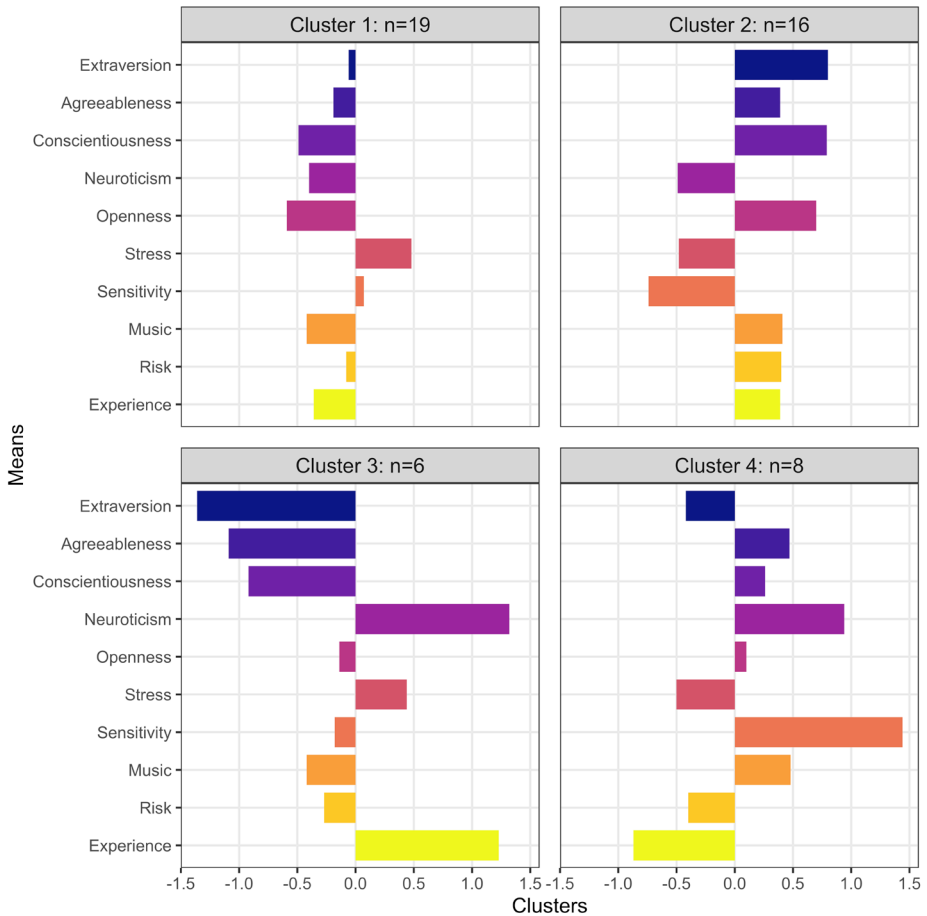 Cluster 1: n=19
Cluster 2: n=16
Extraversion
Agreeableness
Conscientiousness
Neuroticism
Openness
Stress
Sensitivity
Music
Risk
Experience
Means
Cluster 3: n=6
Cluster 4: n=8
Extraversion
Agreeableness
Conscientiousness
Neuroticism
Openness
Stress
Sensitivity
Music
Risk
Experience
-1.5 -1.0 -0.5 0.0 0.5 1.0 1.5 -1.5 -1.0 -0.5 0.0 0.5 1.0 1.5
Clusters